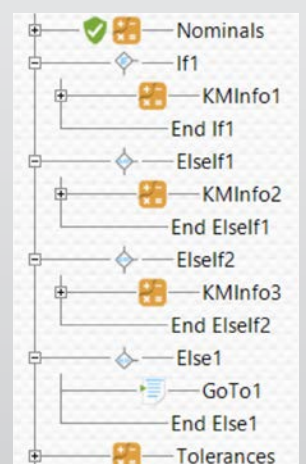 Nominals
If1
KMInfo1
End If1
ElseIf1
KMInfo2
End ElseIf1
ElseIf2
KMInfo3
End ElseIf2
Else1
GoTo1
End Else1
Tolerances